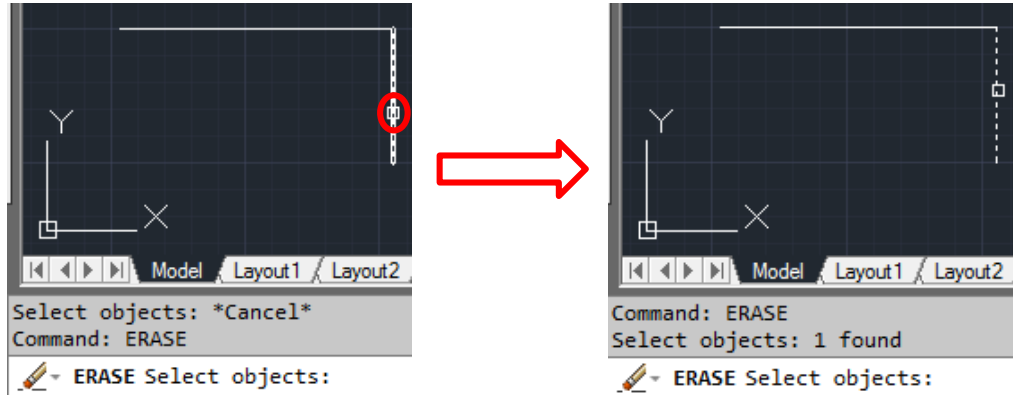 Y
X
Model Layout1 Layout2
Select objects: *Cancel*
Command: ERASE
ERASE Select objects:
Y
X
Model Layout1 Layout2
Command: ERASE
Select objects: 1 found
ERASE Select objects: